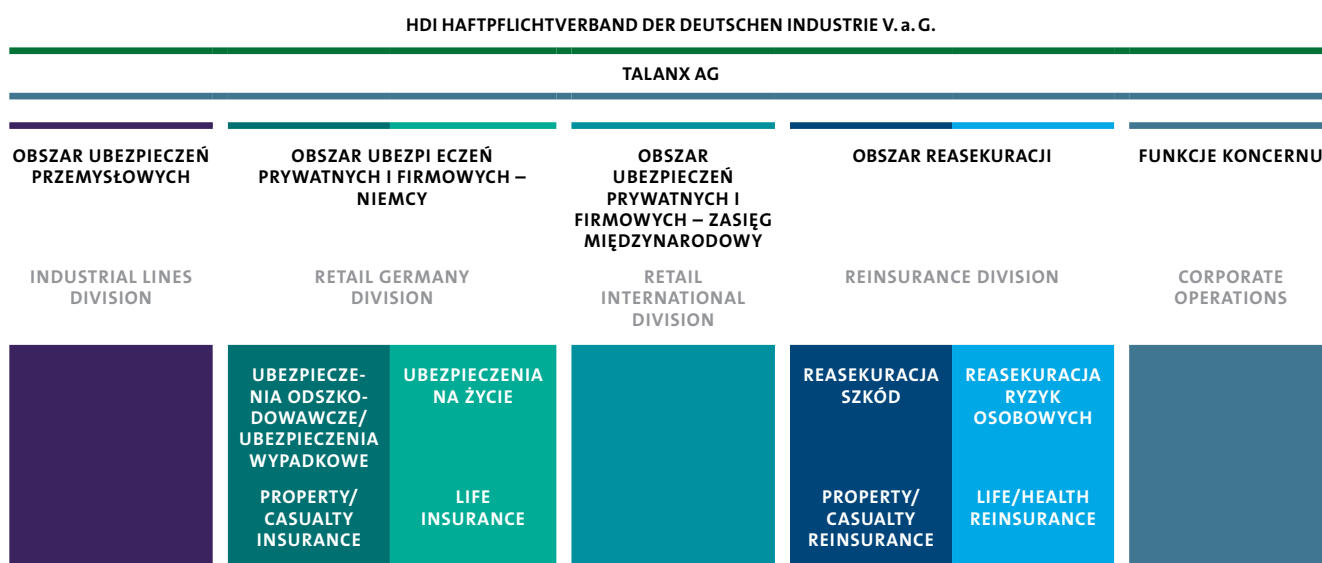 HDI HAFTPFLICHTVERBAND DER DEUTSCHEN INDUSTRIE V. a. G.
TALANX AG
OBSZAR UBEZPIECZEŃ
PRZEMYSŁOWYCH
OBSZAR UBEZPI ECZEŃ
PRYWATNYCH I FIRMOWYCH –
NIEMCY
OBSZAR
UBEZPIECZEŃ
PRYWATNYCH I
FIRMOWYCH – ZASIĘG
MIĘDZYNARODOWY
OBSZAR REASEKURACJI
FUNKCJE KONCERNU
INDUSTRIAL LINES
DIVISION
RETAIL GERMANY
DIVISION
RETAIL
INTERNATIONAL
DIVISION
REINSURANCE DIVISION
CORPORATE
OPERATIONS
UBEZPIECZE-
NIA ODSZKO-
DOWAWCZE/
UBEZPIECZENIA
WYPADKOWE
PROPERTY/
CASUALTY
INSURANCE
UBEZPIECZENIA
NA ŻYCIE
LIFE
INSURANCE
REASEKURACJA
SZKÓD
PROPERTY/
CASUALTY
REINSURANCE
REASEKURACJA
RYZYK
OSOBOWYCH
LIFE/HEALTH
REINSURANCE